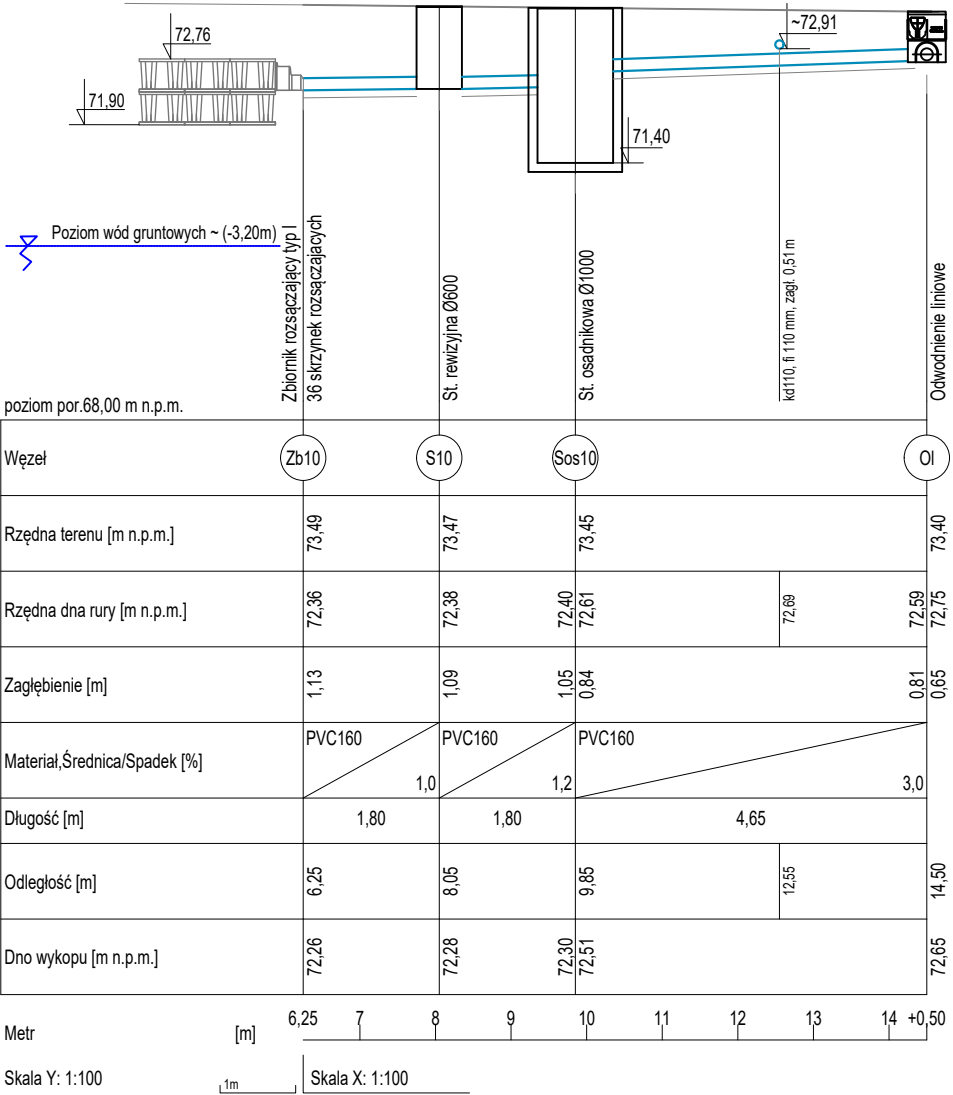 72,76
71,90
~72,91
71,40
Poziom wód gruntowych ~ (-3,20m)
Zbiornik rozsączający typ I
36 skrzynek rozsączajacych
St. rewizyjna Ø600
St. osadnikowa Ø1000
kd110, fi 110 mm, zagł. 0,51 m
Odwodnienie liniowe
poziom por.68,00 m n.p.m.
Węzeł Zb10 S10 Sos10 Ol
Rzędna terenu [m n.p.m.] 73,49 73,47 73,45 73,40
Rzędna dna rury [m n.p.m.] 72,36 72,38 72,40 72,61 72,69 72,59 72,75
Zagłębienie [m] 1,13 1,09 1,05 0,84 0,81 0,65
Materiał,Średnica/Spadek [%] PVC160 1,0 PVC160 1,2 PVC160 3,0
Długość [m] 1,80 1,80 4,65
Odległość [m] 6,25 8,05 9,85 12,55 14,50
Dno wykopu [m n.p.m.] 72,26 72,28 72,30 72,51 72,65
Metr [m] 6,25 7 8 9 10 11 12 13 14 +0,50
Skala Y: 1:100 1m Skala X: 1:100